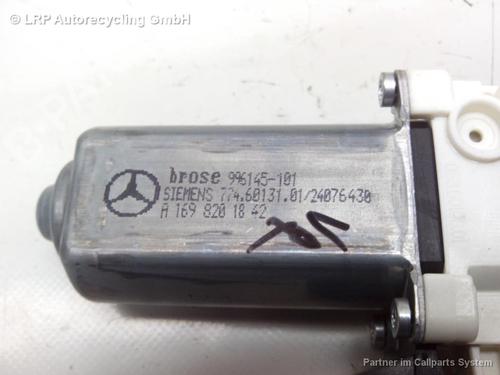 © LRP Autorecycling GmbH
brose 996145-101
SIEMENS 774.60131.01/24076430
A 169 820 18 42
Partner im Callparts System